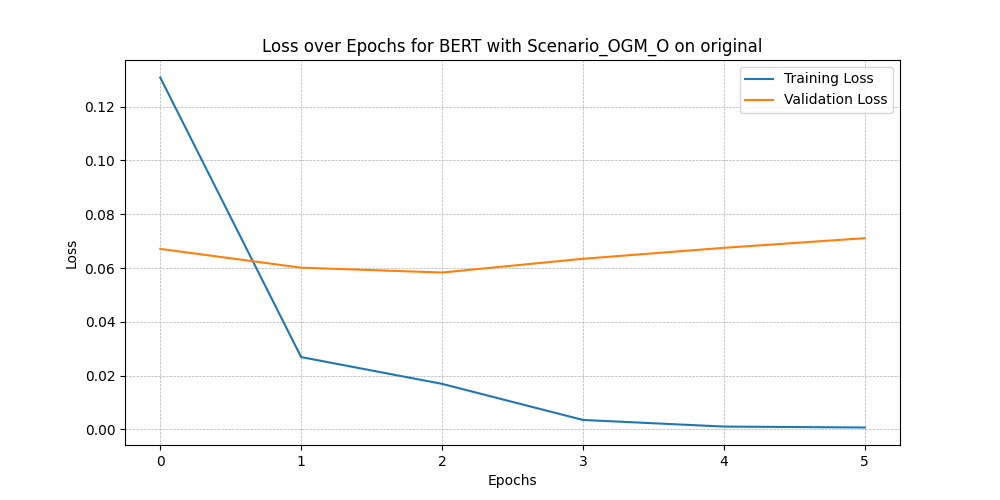 Loss over Epochs for BERT with Scenario_OGM_O on original
Training Loss
Validation Loss
0.12
0.10
0.08
0.06
0.04
0.02
0.00
Loss
0 1 2 3 4 5
Epochs